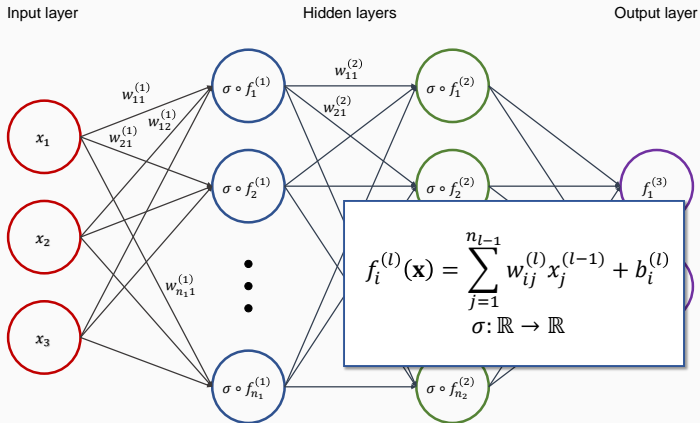 Input layer
Hidden layers
Output layer
w_{11}^{(1)}
w_{21}^{(1)}
w_{12}^{(1)}
w_{n_1 1}^{(1)}
w_{11}^{(2)}
w_{21}^{(2)}
x_1
x_2
x_3
σ ∘ f_1^{(1)}
σ ∘ f_2^{(1)}
σ ∘ f_{n_1}^{(1)}
σ ∘ f_1^{(2)}
σ ∘ f_2^{(2)}
σ ∘ f_{n_2}^{(2)}
f_1^{(3)}
f_i^{(l)}(𝐱) = ∑_{j=1}^{n_{l-1}} w_{ij}^{(l)} x_j^{(l-1)} + b_i^{(l)}
σ: ℝ → ℝ